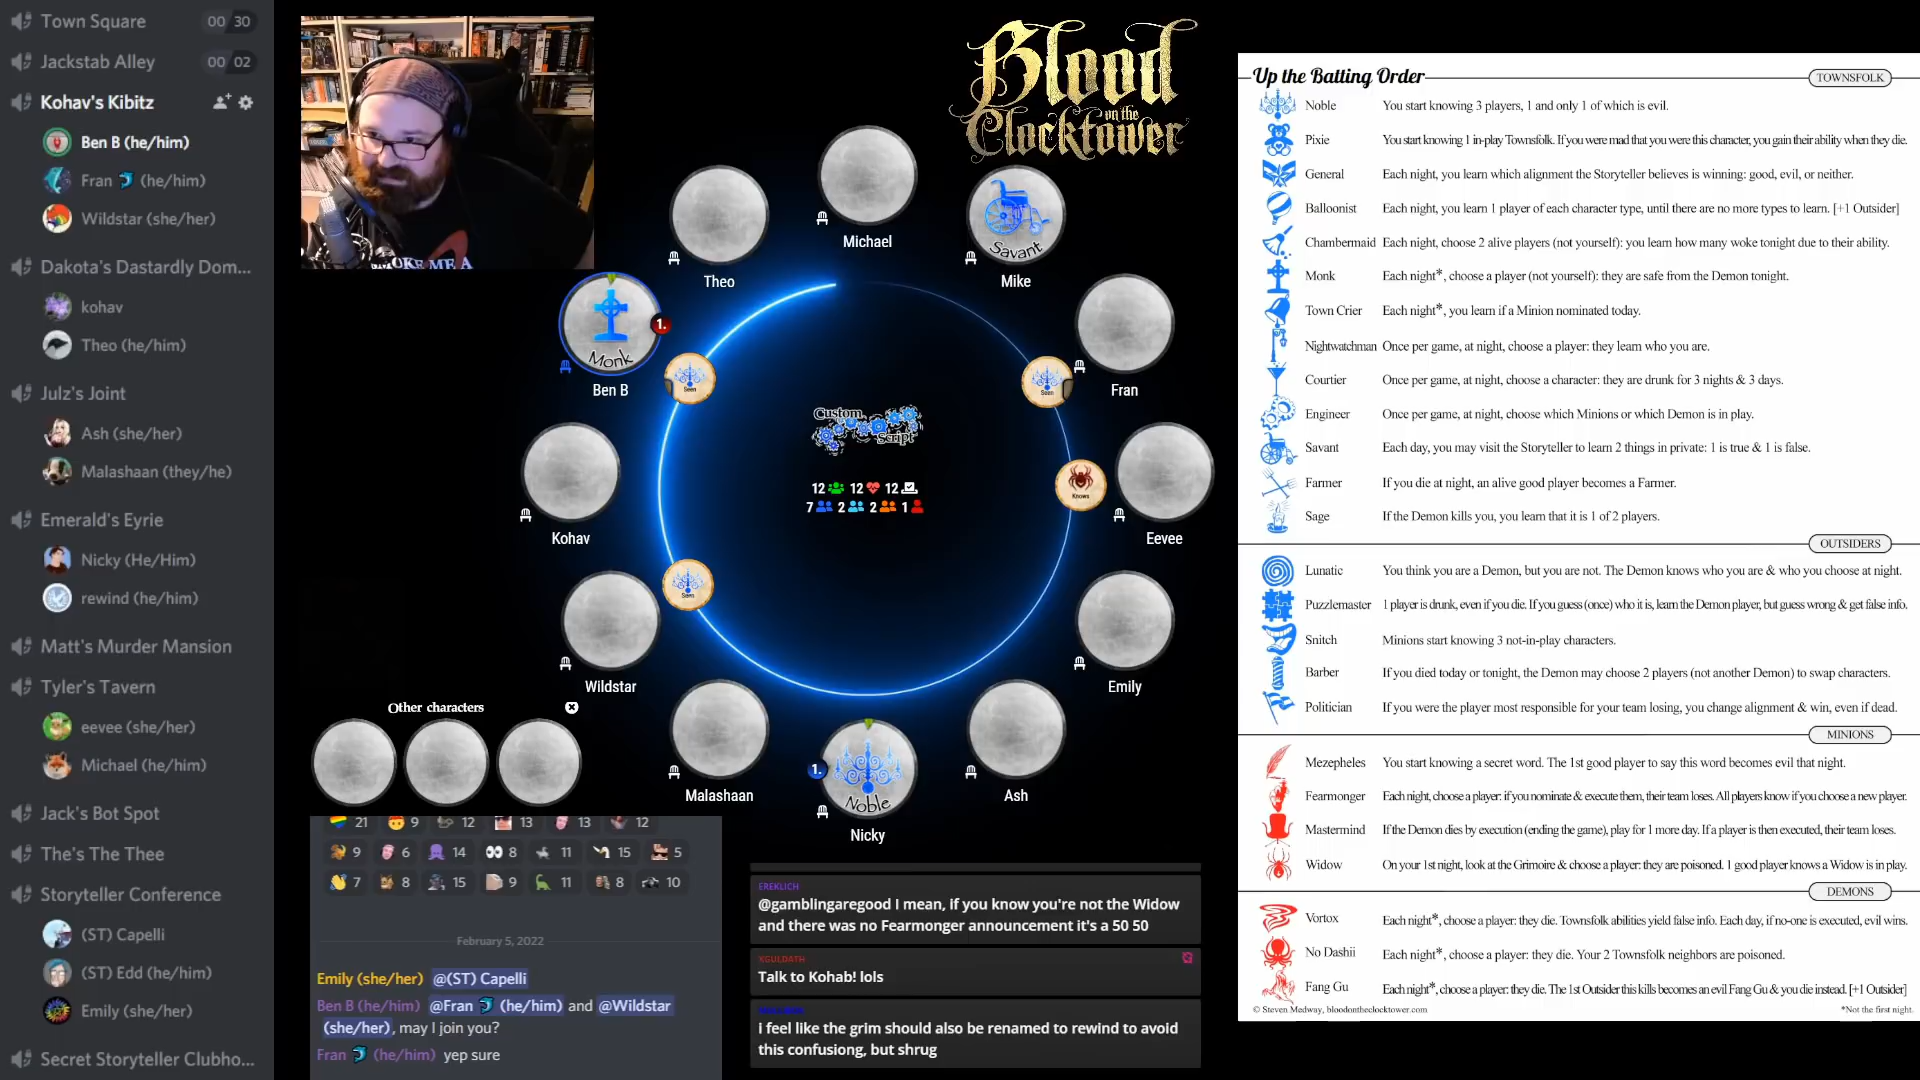 Town Square 00 30
Jackstab Alley 00 02
Kohav's Kibitz
Ben B (he/him)
Fran (he/him)
Wildstar (she/her)
Dakota's Dastardly Dom...
kohav
Theo (he/him)
Julz's Joint
Ash (she/her)
Malashaan (they/he)
Emerald's Eyrie
Nicky (He/Him)
rewind (he/him)
Matt's Murder Mansion
Tyler's Tavern
eevee (she/her)
Michael (he/him)
Jack's Bot Spot
The's The Thee
Storyteller Conference
(ST) Capelli
(ST) Edd (he/him)
Emily (she/her)
Secret Storyteller Clubho...
Blood
on the
Clocktower
Michael
Theo
Savant
Mike
Monk
1.
Ben B
Seen
Seen
Fran
Custom
Script
12 12 12
7 2 2 1
Kohav
Knows
Eevee
Seen
Wildstar
Emily
Malashaan
1.
Noble
Nicky
Ash
Other characters
21 9 12 13 13 12
9 6 14 8 11 15 5
7 8 15 9 11 8 10
February 5, 2022
Emily (she/her) @(ST) Capelli
Ben B (he/him) @Fran (he/him) and @Wildstar
(she/her), may I join you?
Fran (he/him) yep sure
EREKLICH
@gamblingaregood I mean, if you know you're not the Widow
and there was no Fearmonger announcement it's a 50 50
XGULDATH
Talk to Kohab! lols
i feel like the grim should also be renamed to rewind to avoid
this confusiong, but shrug
Up the Batting Order
TOWNSFOLK
Noble You start knowing 3 players, 1 and only 1 of which is evil.
Pixie You start knowing 1 in-play Townsfolk. If you were mad that you were this character, you gain their ability when they die.
General Each night, you learn which alignment the Storyteller believes is winning: good, evil, or neither.
Balloonist Each night, you learn 1 player of each character type, until there are no more types to learn. [+1 Outsider]
Chambermaid Each night, choose 2 alive players (not yourself): you learn how many woke tonight due to their ability.
Monk Each night*, choose a player (not yourself): they are safe from the Demon tonight.
Town Crier Each night*, you learn if a Minion nominated today.
Nightwatchman Once per game, at night, choose a player: they learn who you are.
Courtier Once per game, at night, choose a character: they are drunk for 3 nights & 3 days.
Engineer Once per game, at night, choose which Minions or which Demon is in play.
Savant Each day, you may visit the Storyteller to learn 2 things in private: 1 is true & 1 is false.
Farmer If you die at night, an alive good player becomes a Farmer.
Sage If the Demon kills you, you learn that it is 1 of 2 players.
OUTSIDERS
Lunatic You think you are a Demon, but you are not. The Demon knows who you are & who you choose at night.
Puzzlemaster 1 player is drunk, even if you die. If you guess (once) who it is, learn the Demon player, but guess wrong & get false info.
Snitch Minions start knowing 3 not-in-play characters.
Barber If you died today or tonight, the Demon may choose 2 players (not another Demon) to swap characters.
Politician If you were the player most responsible for your team losing, you change alignment & win, even if dead.
MINIONS
Mezepheles You start knowing a secret word. The 1st good player to say this word becomes evil that night.
Fearmonger Each night, choose a player: if you nominate & execute them, their team loses. All players know if you choose a new player.
Mastermind If the Demon dies by execution (ending the game), play for 1 more day. If a player is then executed, their team loses.
Widow On your 1st night, look at the Grimoire & choose a player: they are poisoned. 1 good player knows a Widow is in play.
DEMONS
Vortox Each night*, choose a player: they die. Townsfolk abilities yield false info. Each day, if no-one is executed, evil wins.
No Dashii Each night*, choose a player: they die. Your 2 Townsfolk neighbors are poisoned.
Fang Gu Each night*, choose a player: they die. The 1st Outsider this kills becomes an evil Fang Gu & you die instead. [+1 Outsider]
© Steven Medway, bloodontheclocktower.com *Not the first night.